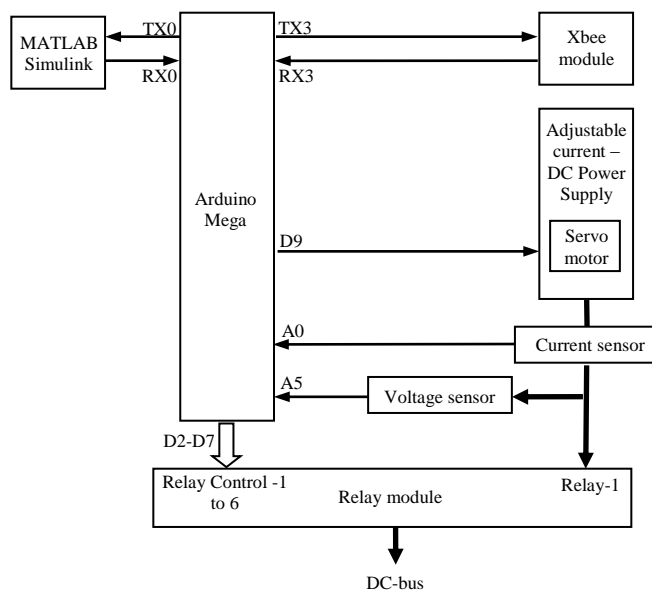 MATLAB
Simulink
TX0
RX0
TX3
RX3
Xbee
module
Arduino
Mega
Adjustable
current –
DC Power
Supply
Servo
motor
D9
A0
Current sensor
A5
Voltage sensor
D2-D7
Relay Control -1
to 6
Relay module
Relay-1
DC-bus